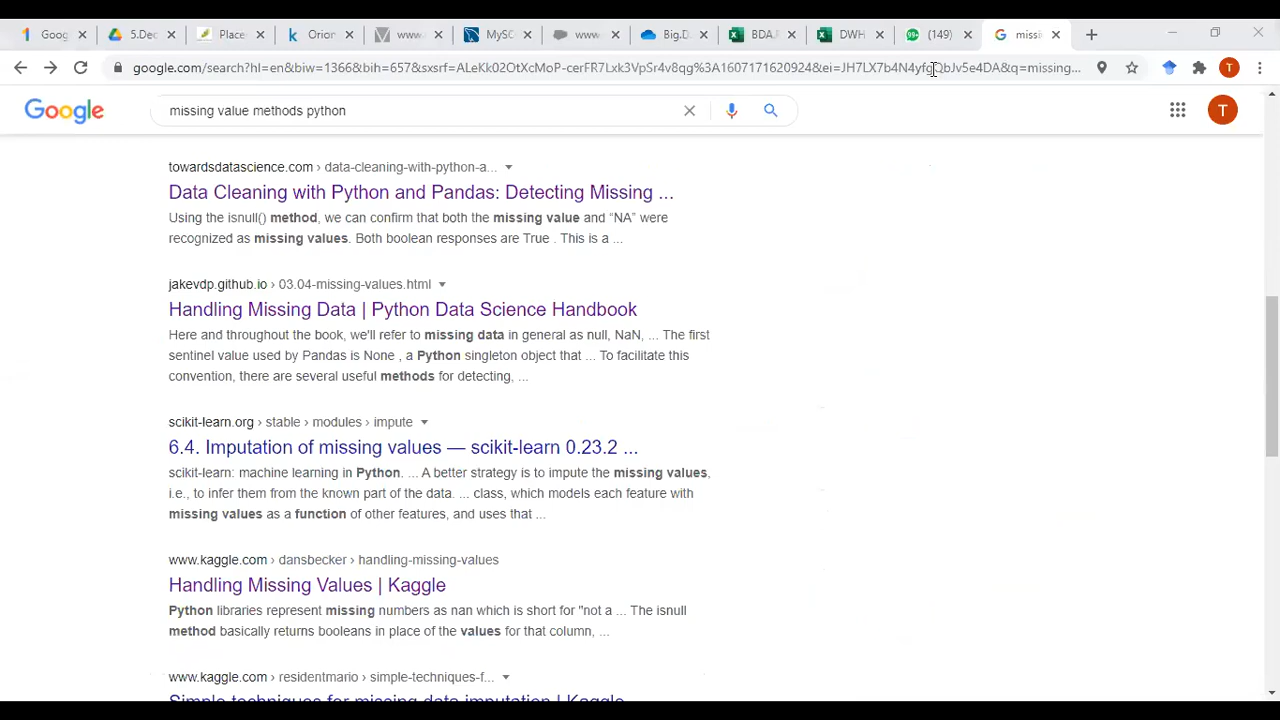 Goog
5.Dec
Place
Orion
www.
MySC
www.
Big.D
BDA.F
DWH
(149)
missi
google.com/search?hl=en&biw=1366&bih=657&sxsrf=ALeKk02OtXcMoP-cerFR7Lxk3VpSr4v8qg%3A1607171620924&ei=JH7LX7b4N4yfgQbJv5e4DA&q=missing...
T
Google
missing value methods python
T
towardsdatascience.com › data-cleaning-with-python-a...
Data Cleaning with Python and Pandas: Detecting Missing ...
Using the isnull() method, we can confirm that both the missing value and “NA” were
recognized as missing values. Both boolean responses are True . This is a ...
jakevdp.github.io › 03.04-missing-values.html
Handling Missing Data | Python Data Science Handbook
Here and throughout the book, we'll refer to missing data in general as null, NaN, ... The first
sentinel value used by Pandas is None , a Python singleton object that ... To facilitate this
convention, there are several useful methods for detecting, ...
scikit-learn.org › stable › modules › impute
6.4. Imputation of missing values — scikit-learn 0.23.2 ...
scikit-learn: machine learning in Python. ... A better strategy is to impute the missing values,
i.e., to infer them from the known part of the data. ... class, which models each feature with
missing values as a function of other features, and uses that ...
www.kaggle.com › dansbecker › handling-missing-values
Handling Missing Values | Kaggle
Python libraries represent missing numbers as nan which is short for "not a ... The isnull
method basically returns booleans in place of the values for that column, ...
www.kaggle.com › residentmario › simple-techniques-f...
Simple techniques for missing data imputation | Kaggle